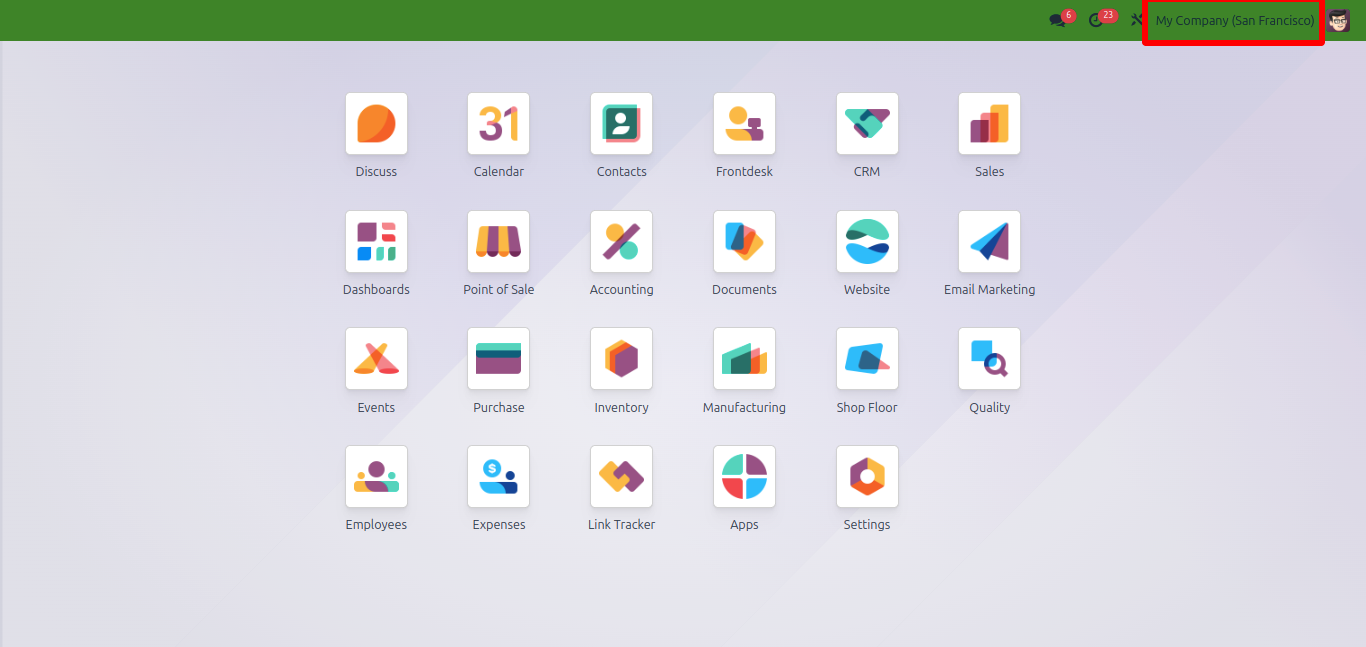 6 23 My Company (San Francisco)
31
Discuss Calendar Contacts Frontdesk CRM Sales
Dashboards Point of Sale Accounting Documents Website Email Marketing
Events Purchase Inventory Manufacturing Shop Floor Quality
$
Employees Expenses Link Tracker Apps Settings